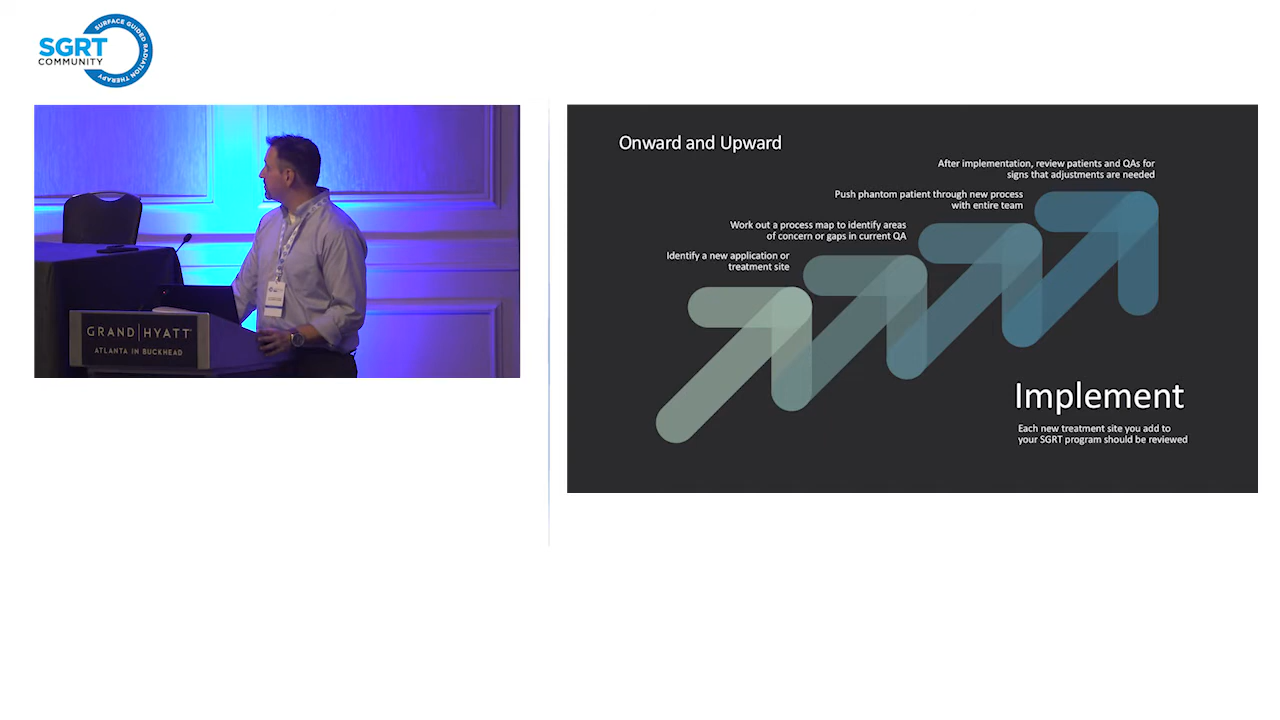 SURFACE GUIDED RADIATION THERAPY
SGRT
COMMUNITY
GRAND HYATT
ATLANTA IN BUCKHEAD
Onward and Upward
After implementation, review patients and QAs for
signs that adjustments are needed
Push phantom patient through new process
with entire team
Work out a process map to identify areas
of concern or gaps in current QA
Identify a new application or
treatment site
Implement
Each new treatment site you add to
your SGRT program should be reviewed